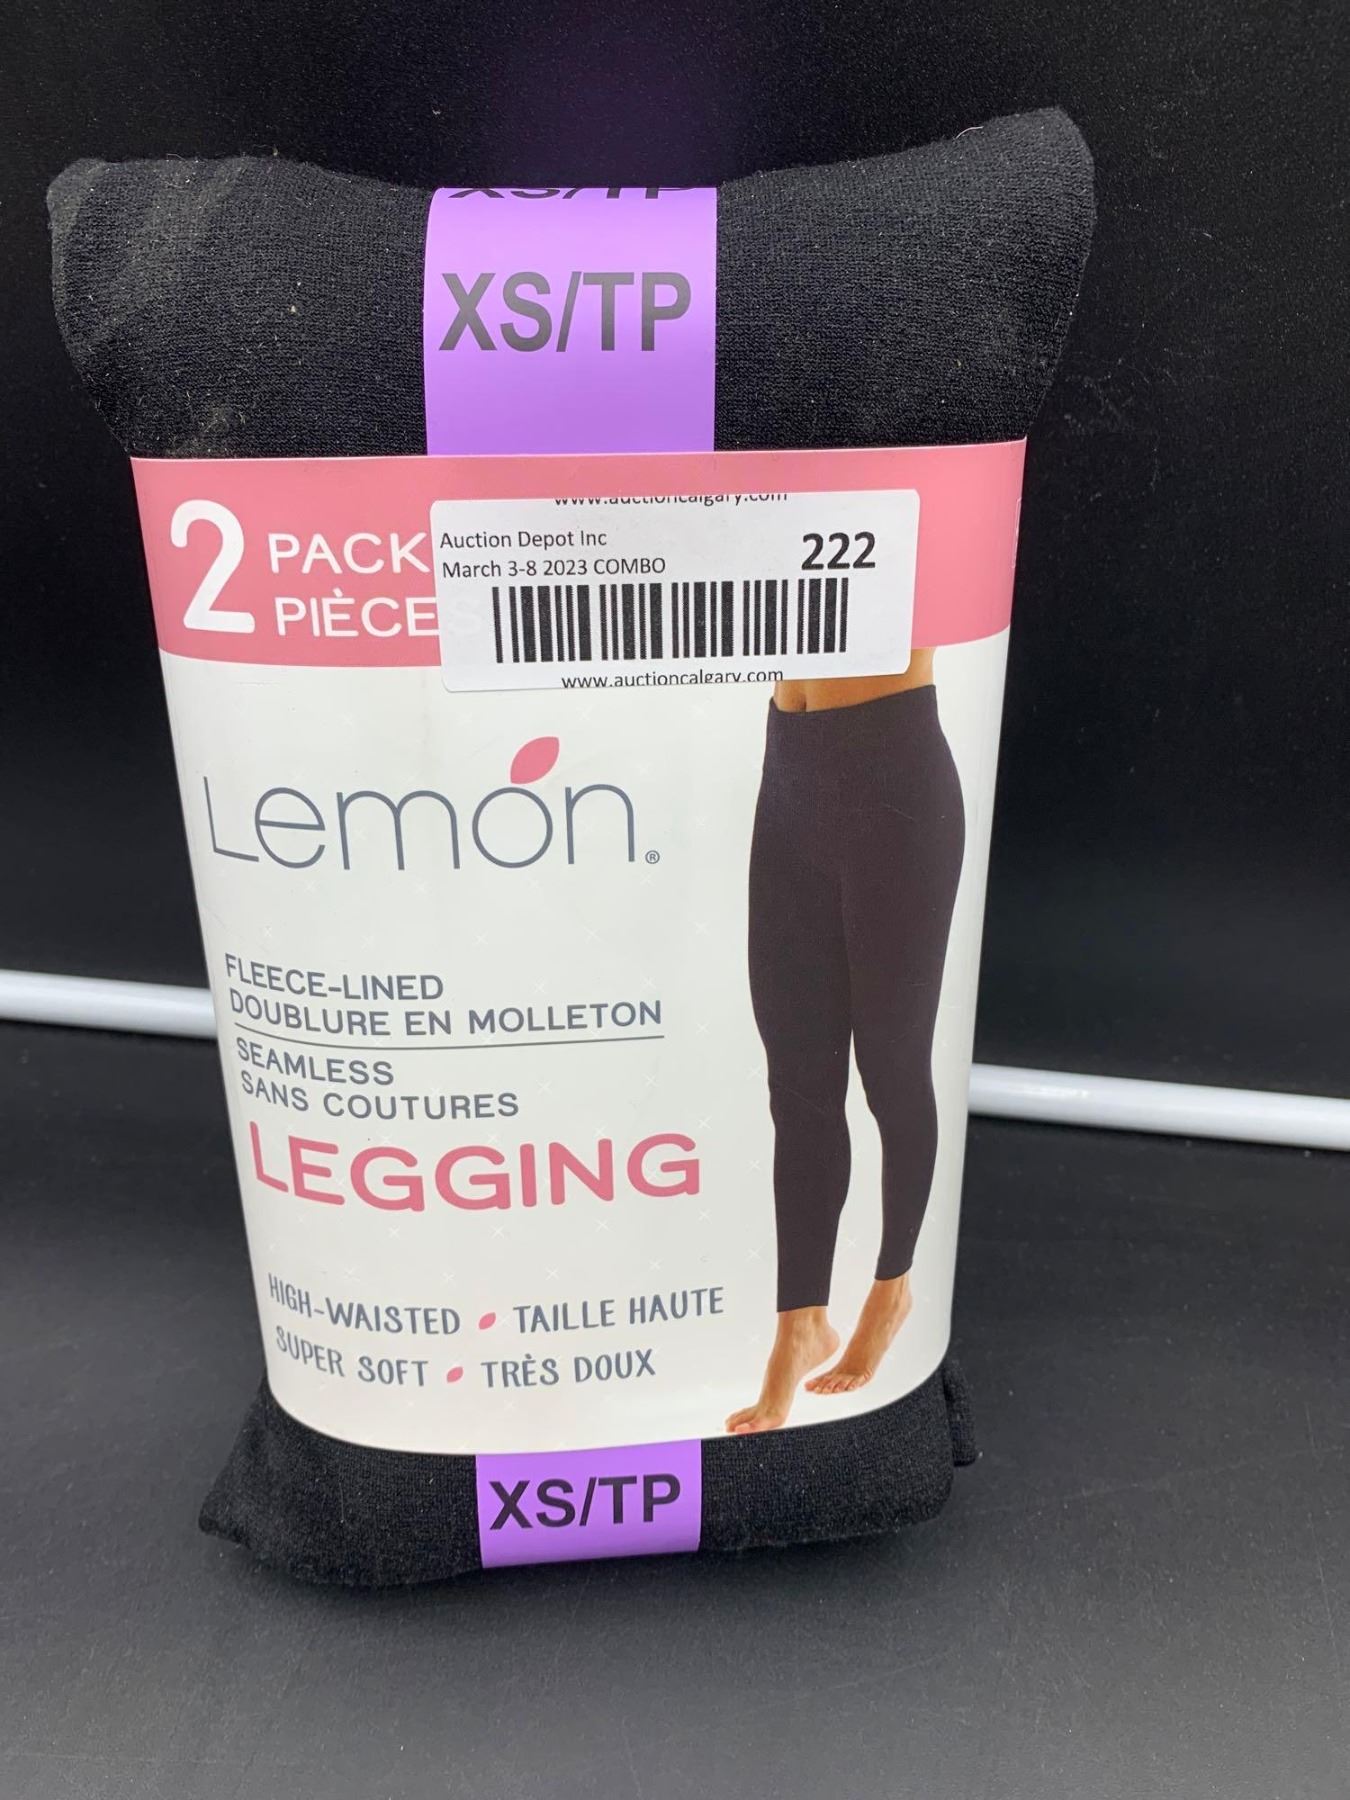 XS/TP
XS/TP
2 PACK
PIÈCES
www.auctioncalgary.com
Auction Depot Inc
222
March 3-8 2023 COMBO
www.auctioncalgary.com
Lemon®
FLEECE-LINED
DOUBLURE EN MOLLETON
SEAMLESS
SANS COUTURES
LEGGING
HIGH-WAISTED • TAILLE HAUTE
SUPER SOFT • TRÈS DOUX
XS/TP